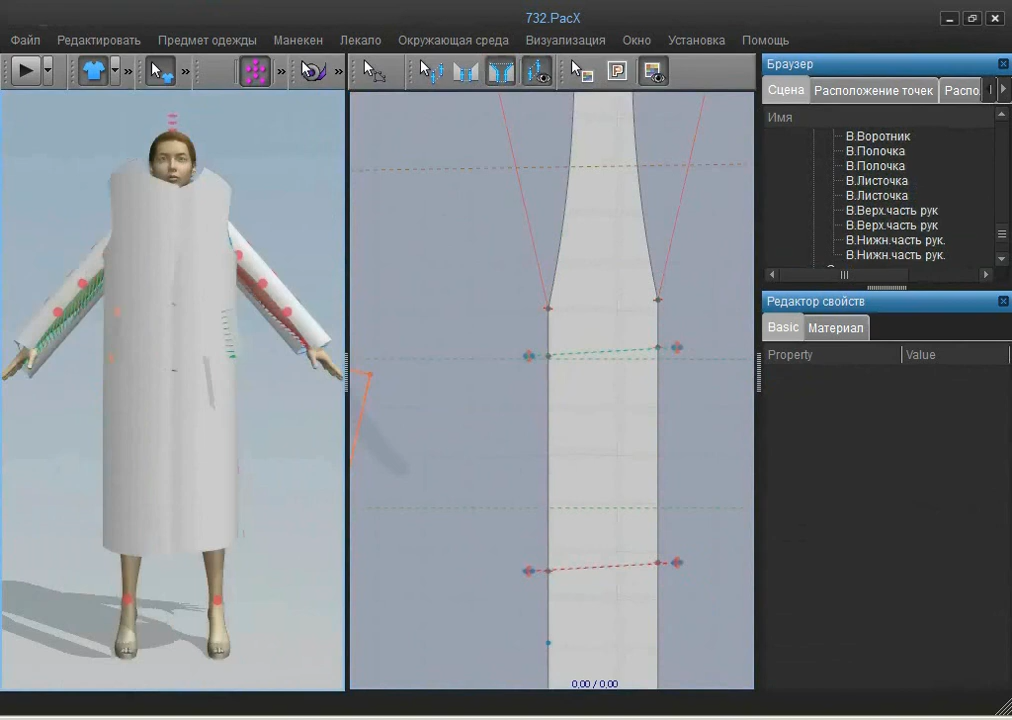 732.PacX
Файл Редактировать Предмет одежды Манекен Лекало Окружающая среда Визуализация Окно Установка Помощь
Браузер
Сцена Расположение точек Распо
Имя
В.Воротник
В.Полочка
В.Полочка
В.Листочка
В.Листочка
В.Верх.часть рук
В.Верх.часть рук
В.Нижн.часть рук.
В.Нижн.часть рук.
Редактор свойств
Basic Материал
Property Value
0.00 / 0.00